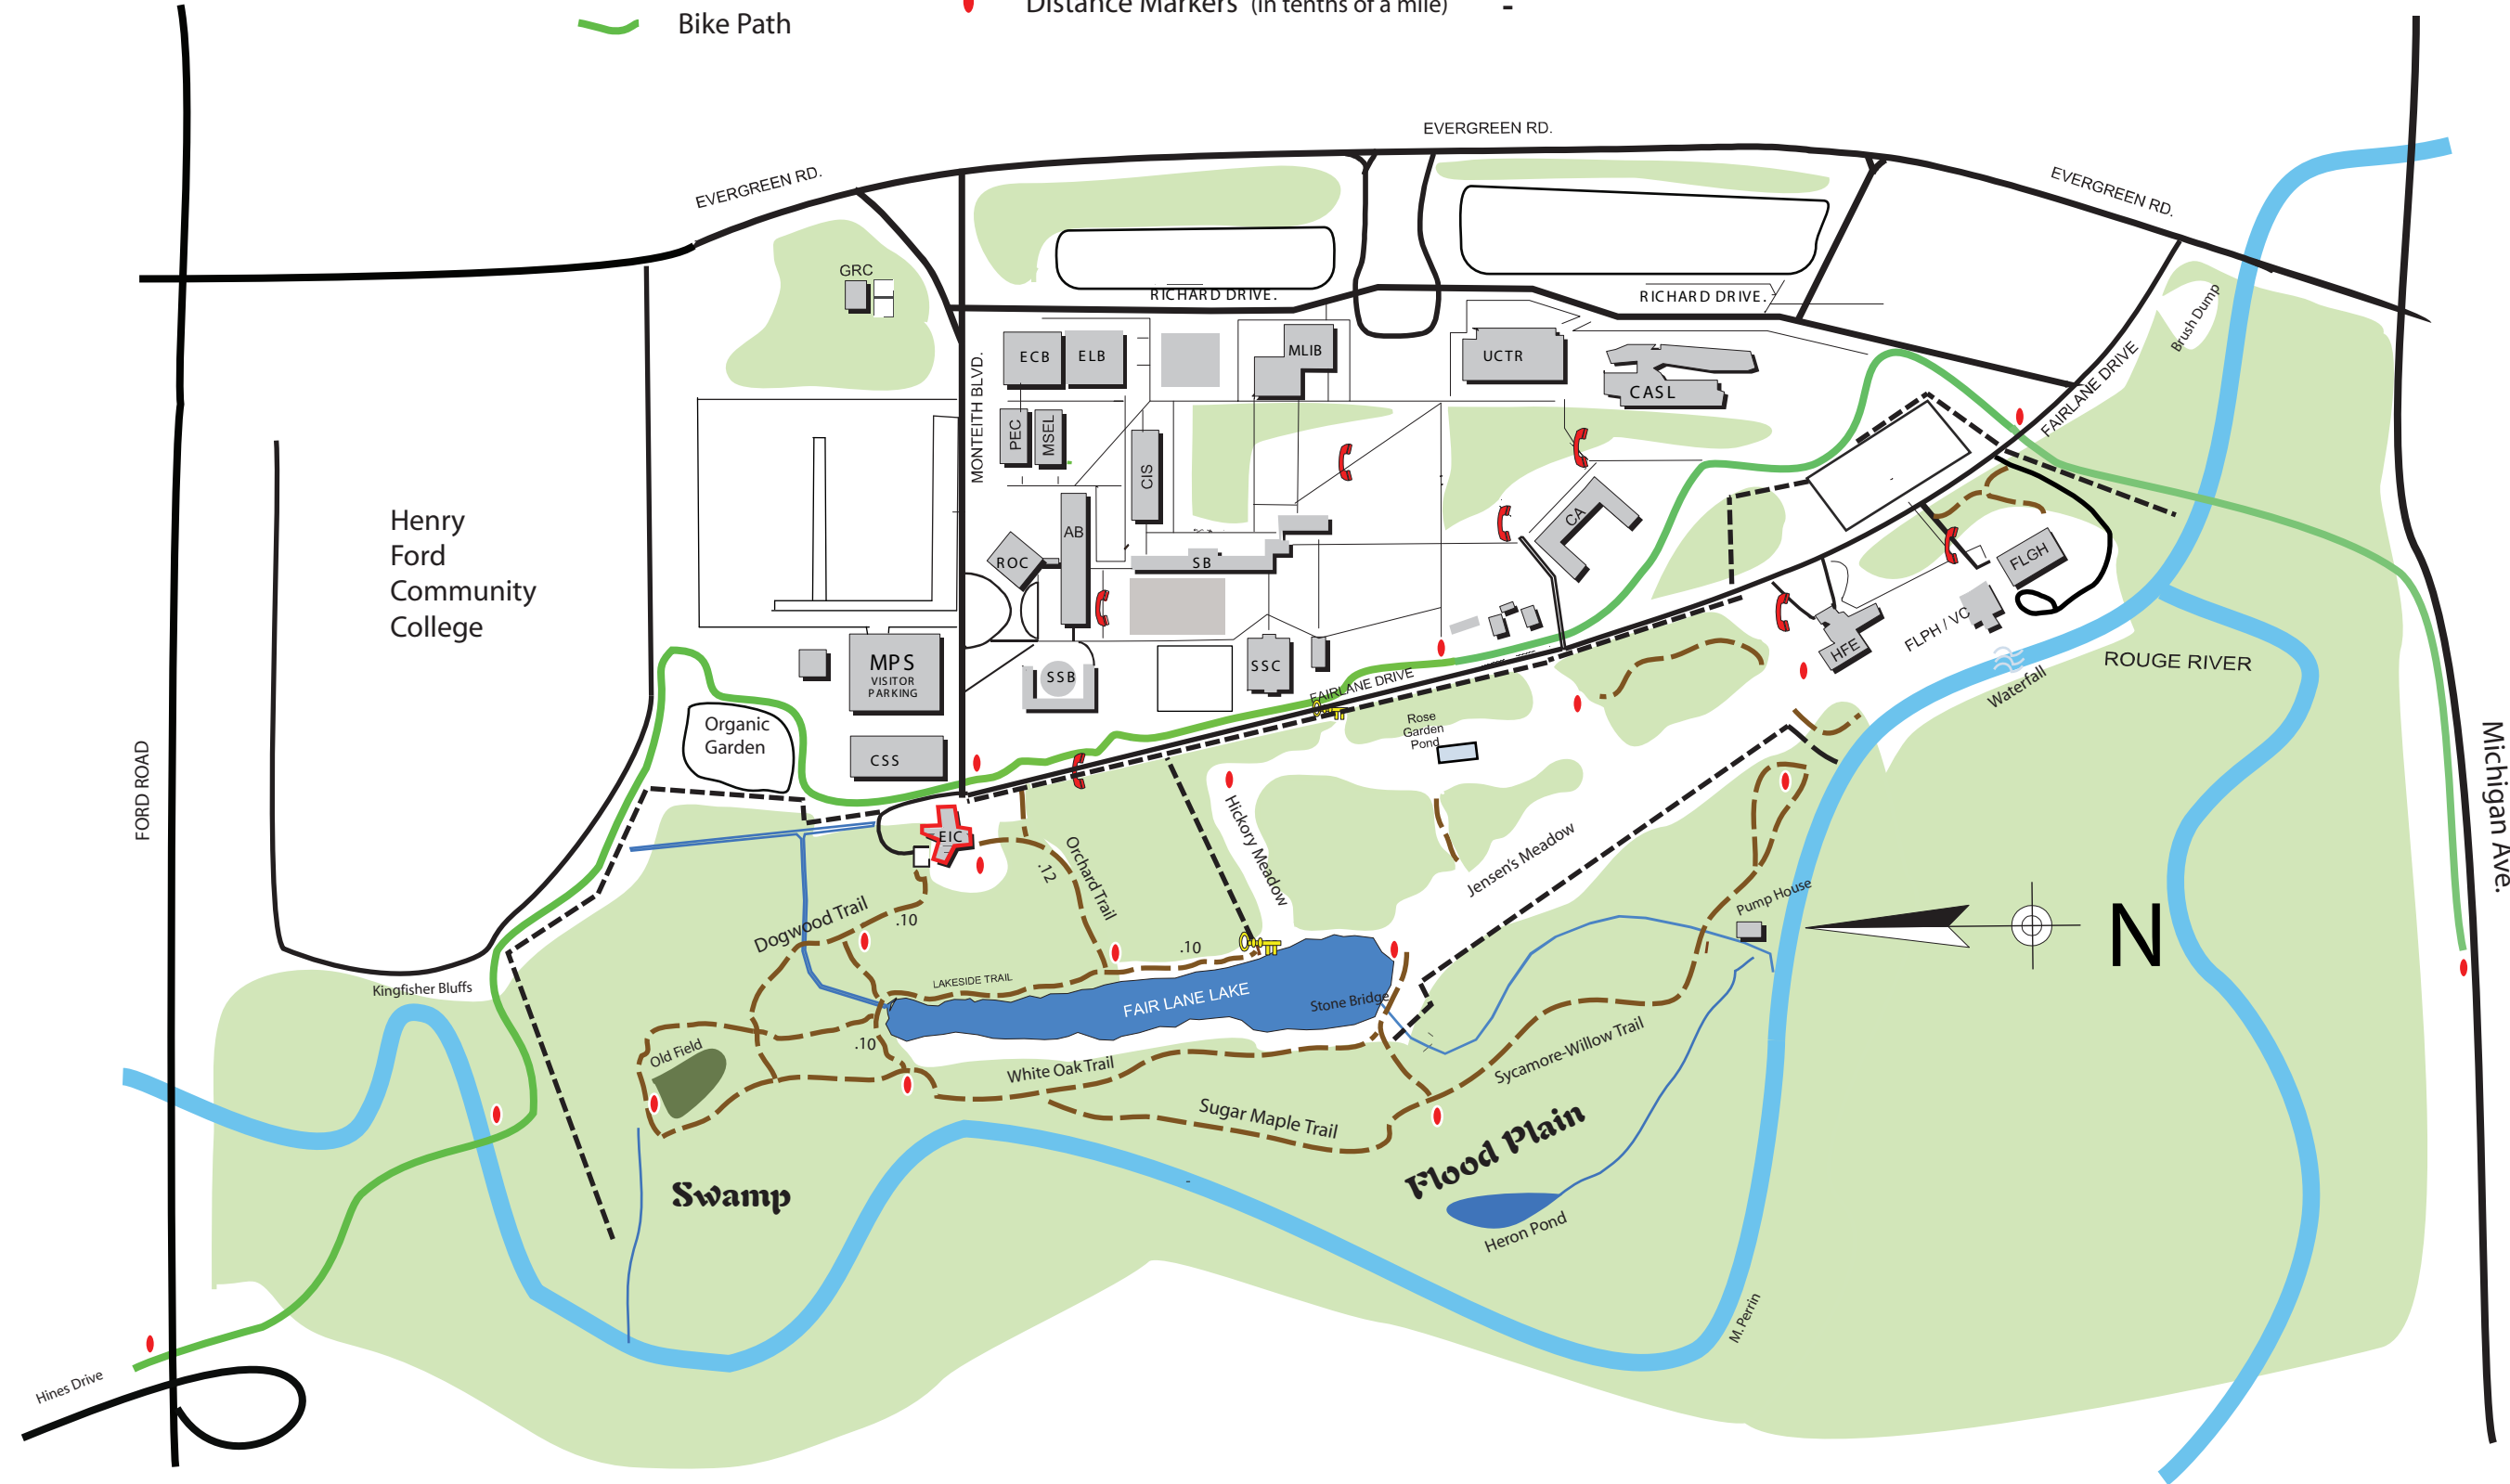 Distance Markers (in tenths of a mile)
Bike Path
EVERGREEN RD.
EVERGREEN RD.
EVERGREEN RD.
GRC
RICHARD DRIVE.
RICHARD DRIVE.
Brush Dump
ECB
ELB
MLIB
UCTR
CASL
FAIRLANE DRIVE
MONTEITH BLVD.
PEC
MSEL
CIS
Henry
Ford
Community
College
AB
CA
ROC
SB
FLGH
FLPH / VC
HFE
MPS
VISITOR
PARKING
SSB
SSC
ROUGE RIVER
Waterfall
FAIRLANE DRIVE
Organic
Garden
Rose
Garden
Pond
CSS
FORD ROAD
Michigan Ave.
EIC
Hickory Meadow
Orchard Trail
.12
Jensen's Meadow
Dogwood Trail
.10
Pump House
N
.10
LAKESIDE TRAIL
FAIR LANE LAKE
Stone Bridge
Kingfisher Bluffs
Old Field
.10
White Oak Trail
Sycamore-Willow Trail
Sugar Maple Trail
Flood Plain
Swamp
Heron Pond
M. Perrin
Hines Drive